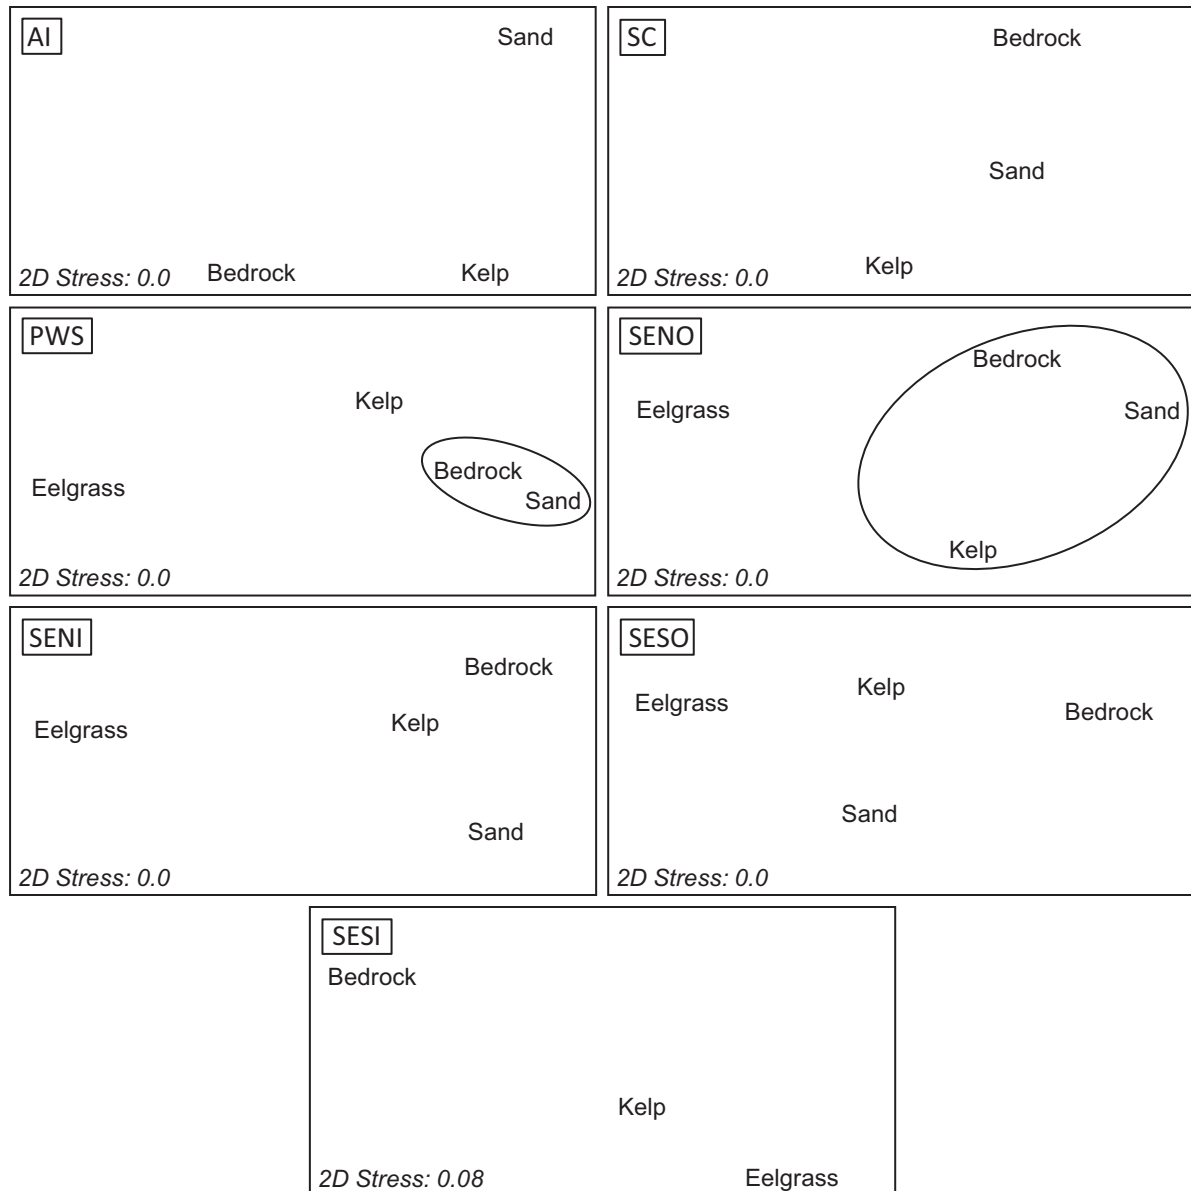 AI
Sand
Bedrock
Kelp
2D Stress: 0.0
SC
Bedrock
Sand
Kelp
2D Stress: 0.0
PWS
Kelp
Bedrock
Eelgrass
Sand
2D Stress: 0.0
SENO
Bedrock
Eelgrass
Sand
Kelp
2D Stress: 0.0
SENI
Bedrock
Kelp
Eelgrass
Sand
2D Stress: 0.0
SESO
Kelp
Eelgrass
Bedrock
Sand
2D Stress: 0.0
SESI
Bedrock
Kelp
2D Stress: 0.08
Eelgrass